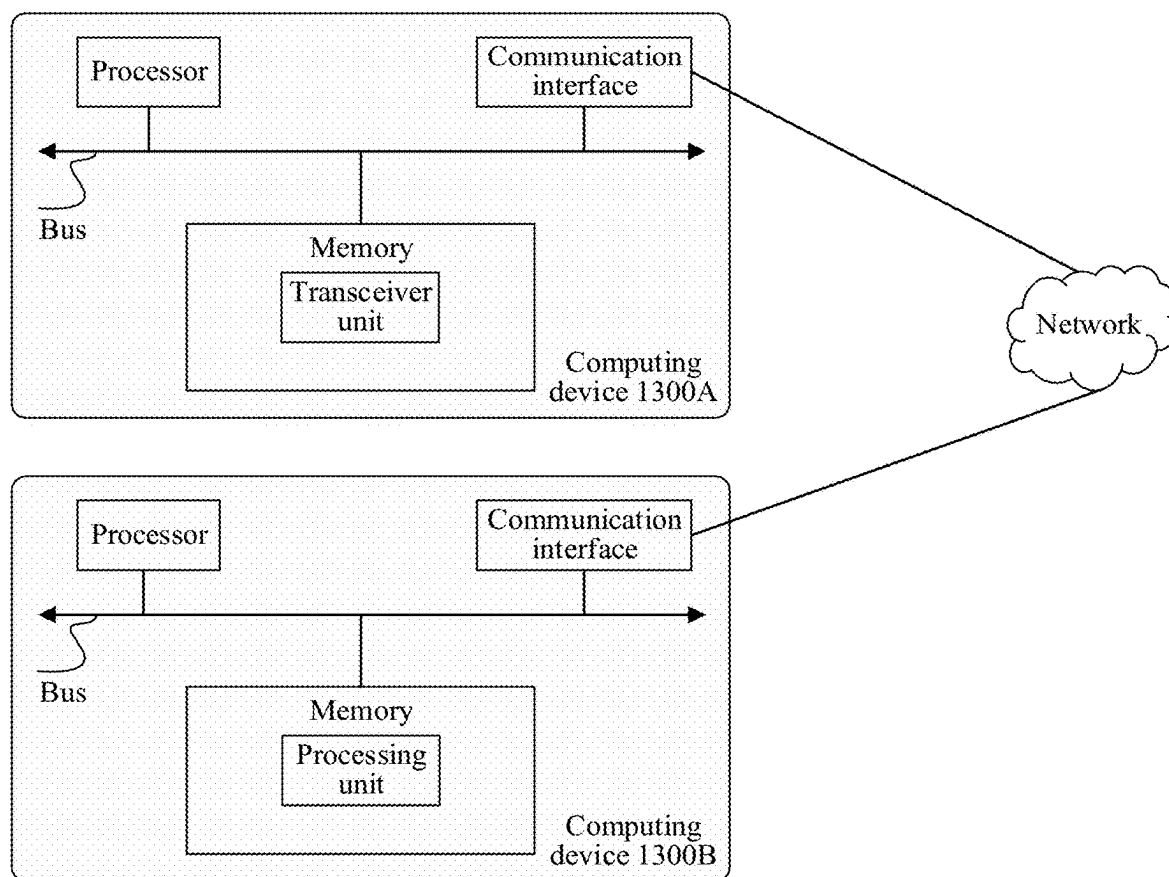 Processor
Communication
interface
Bus
Memory
Transceiver
unit
Computing
device 1300A
Network
Processor
Communication
interface
Bus
Memory
Processing
unit
Computing
device 1300B